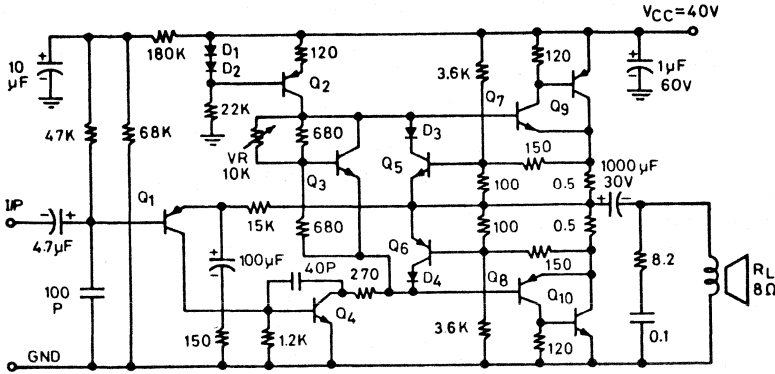 VCC=40V
10
µF
180K
D1
D2
120
Q2
3.6K
120
Q7
Q9
1µF
60V
22K
47K
68K
VR
10K
680
D3
Q3
Q5
150
1000µF
30V
100
0.5
Q1
I/P
4.7µF
15K
680
100
0.5
Q6
150
100µF
40P
270
D4
Q8
Q10
8.2
RL
8Ω
100
P
Q4
150
1.2K
3.6K
120
0.1
GND